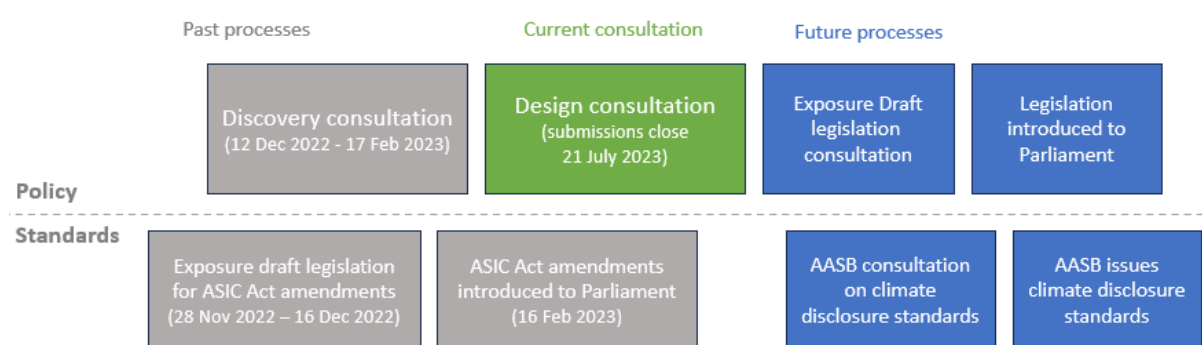 Past processes
Current consultation
Future processes
Discovery consultation
(12 Dec 2022 - 17 Feb 2023)
Design consultation
(submissions close
21 July 2023)
Exposure Draft
legislation
consultation
Legislation
introduced to
Parliament
Policy
Standards
Exposure draft legislation
for ASIC Act amendments
(28 Nov 2022 – 16 Dec 2022)
ASIC Act amendments
introduced to Parliament
(16 Feb 2023)
AASB consultation
on climate
disclosure standards
AASB issues
climate disclosure
standards